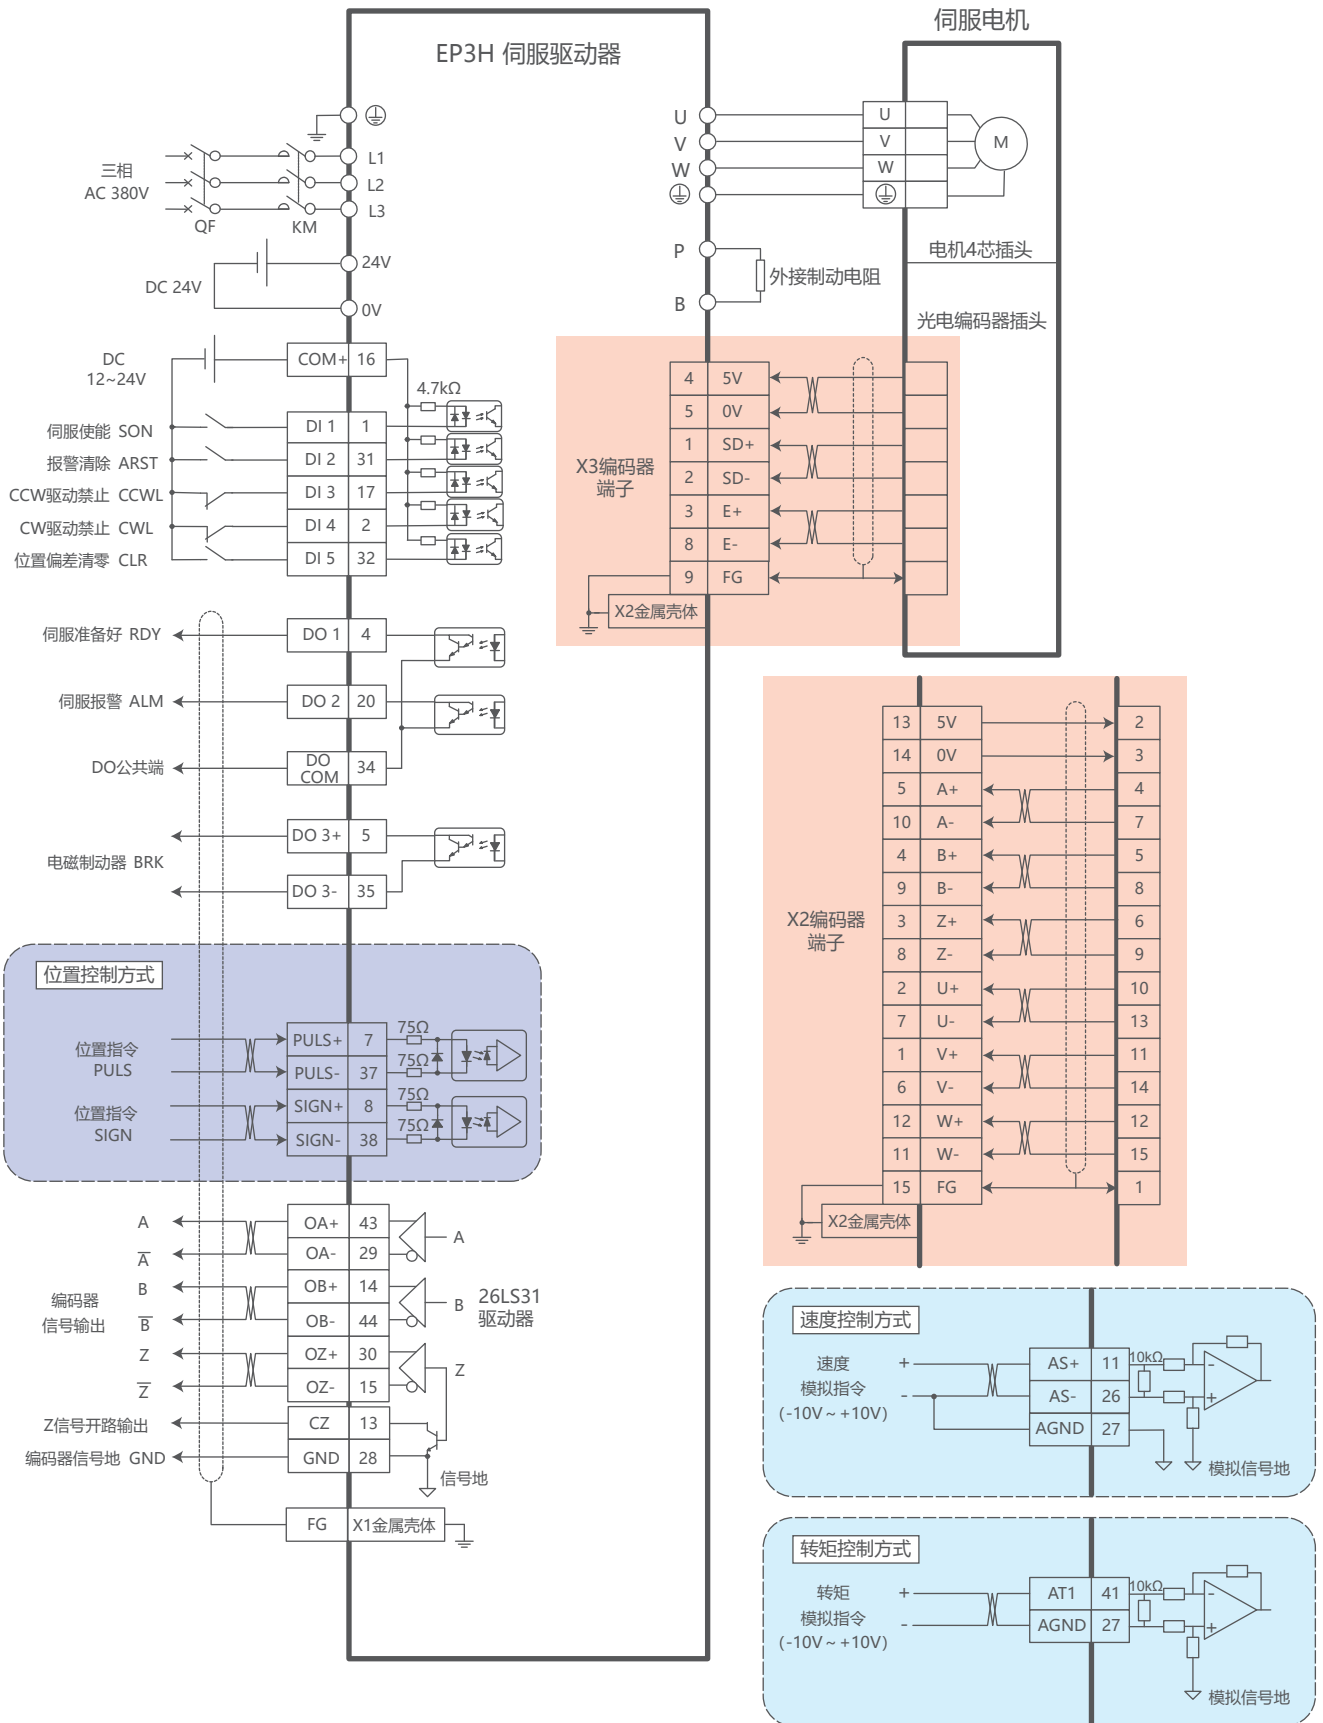 伺服电机
EP3H 伺服驱动器
三相
AC 380V
QF
KM
L1
L2
L3
DC 24V
24V
0V
U
V
W
U
V
W
M
P
B
外接制动电阻
电机4芯插头
光电编码器插头
DC
12~24V
COM+ 16
4.7kΩ
伺服使能 SON DI 1 1
报警清除 ARST DI 2 31
CCW驱动禁止 CCWL DI 3 17
CW驱动禁止 CWL DI 4 2
位置偏差清零 CLR DI 5 32
X3编码器
端子
4 5V
5 0V
1 SD+
2 SD-
3 E+
8 E-
9 FG
X2金属壳体
伺服准备好 RDY DO 1 4
伺服报警 ALM DO 2 20
DO公共端 DO COM 34
电磁制动器 BRK
DO 3+ 5
DO 3- 35
位置控制方式
位置指令
PULS
PULS+ 7 75Ω
PULS- 37 75Ω
位置指令
SIGN
SIGN+ 8 75Ω
SIGN- 38 75Ω
编码器
信号输出
A OA+ 43
A̅ OA- 29
A
B OB+ 14
B̅ OB- 44
B
Z OZ+ 30
Z̅ OZ- 15
Z
26LS31
驱动器
Z信号开路输出 CZ 13
编码器信号地 GND GND 28
信号地
FG X1金属壳体
X2编码器
端子
13 5V 2
14 0V 3
5 A+ 4
10 A- 7
4 B+ 5
9 B- 8
3 Z+ 6
8 Z- 9
2 U+ 10
7 U- 13
1 V+ 11
6 V- 14
12 W+ 12
11 W- 15
15 FG 1
X2金属壳体
速度控制方式
速度
模拟指令
(-10V ~ +10V)
+ AS+ 11 10kΩ -
- AS- 26 +
AGND 27
模拟信号地
转矩控制方式
转矩
模拟指令
(-10V ~ +10V)
+ AT1 41 10kΩ -
- AGND 27 +
模拟信号地